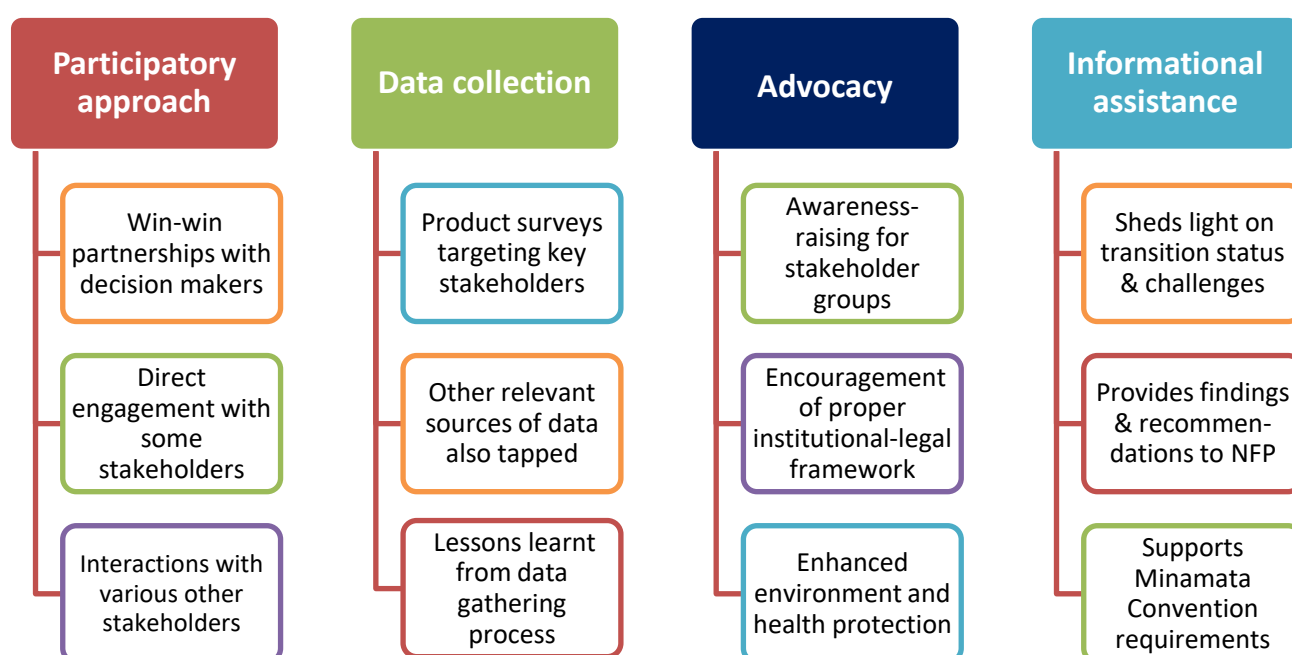 Participatory
approach
Win-win
partnerships with
decision makers
Direct
engagement with
some
stakeholders
Interactions with
various other
stakeholders
Data collection
Product surveys
targeting key
stakeholders
Other relevant
sources of data
also tapped
Lessons learnt
from data
gathering
process
Advocacy
Awareness-
raising for
stakeholder
groups
Encouragement
of proper
institutional-legal
framework
Enhanced
environment and
health protection
Informational
assistance
Sheds light on
transition status
& challenges
Provides findings
& recommen-
dations to NFP
Supports
Minamata
Convention
requirements